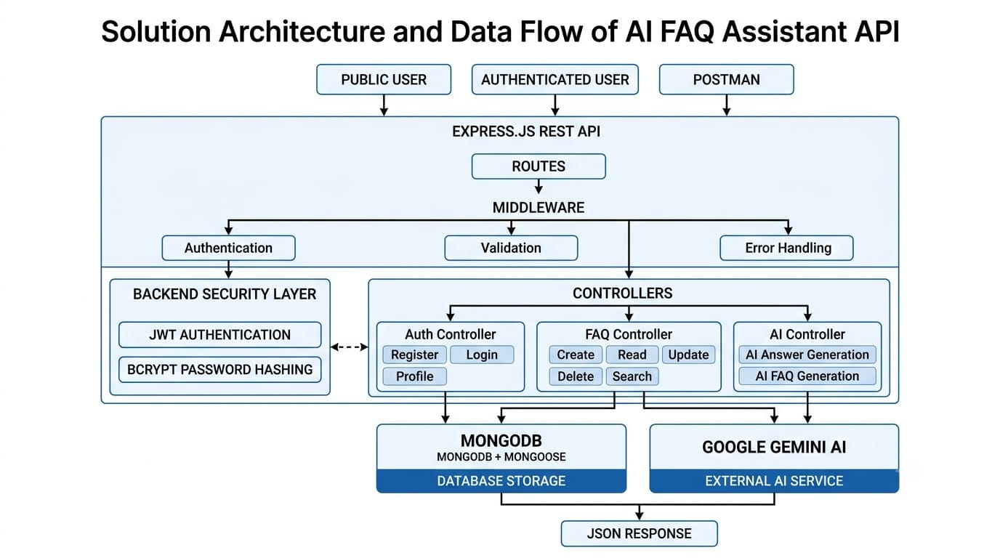 Solution Architecture and Data Flow of AI FAQ Assistant API
PUBLIC USER
AUTHENTICATED USER
POSTMAN
EXPRESS.JS REST API
ROUTES
MIDDLEWARE
Authentication
Validation
Error Handling
BACKEND SECURITY LAYER
JWT AUTHENTICATION
BCRYPT PASSWORD HASHING
CONTROLLERS
Auth Controller
Register
Login
Profile
FAQ Controller
Create
Read
Update
Delete
Search
AI Controller
AI Answer Generation
AI FAQ Generation
MONGODB
MONGODB + MONGOOSE
DATABASE STORAGE
GOOGLE GEMINI AI
EXTERNAL AI SERVICE
JSON RESPONSE